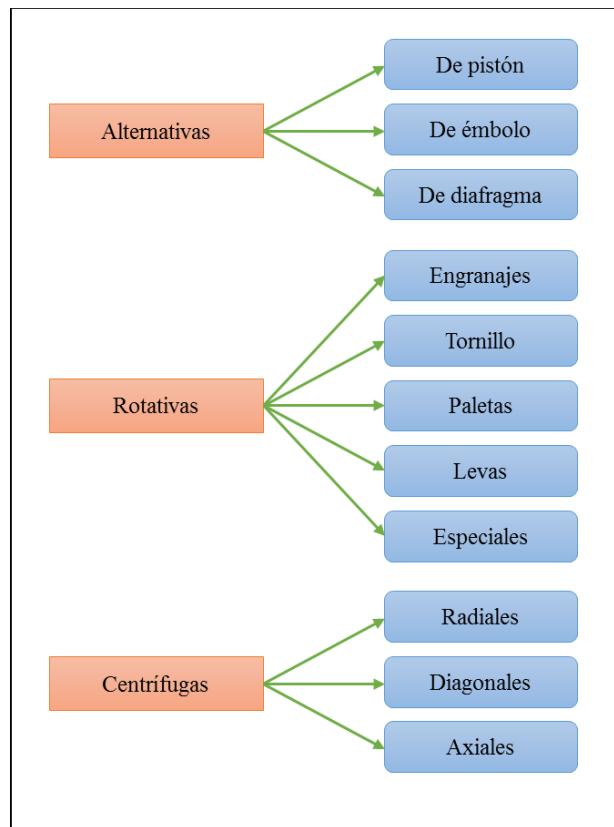 De pistón
Alternativas
De émbolo
De diafragma
Engranajes
Tornillo
Rotativas
Paletas
Levas
Especiales
Radiales
Centrífugas
Diagonales
Axiales